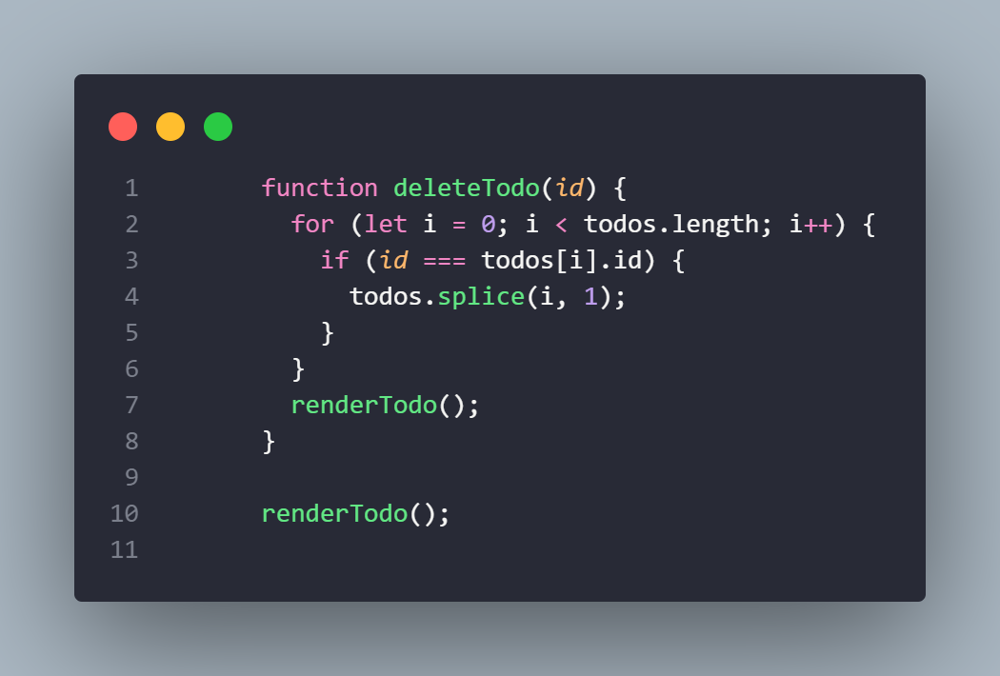 1 function deleteTodo(id) {
2 for (let i = 0; i < todos.length; i++) {
3 if (id === todos[i].id) {
4 todos.splice(i, 1);
5 }
6 }
7 renderTodo();
8 }
9
10 renderTodo();
11